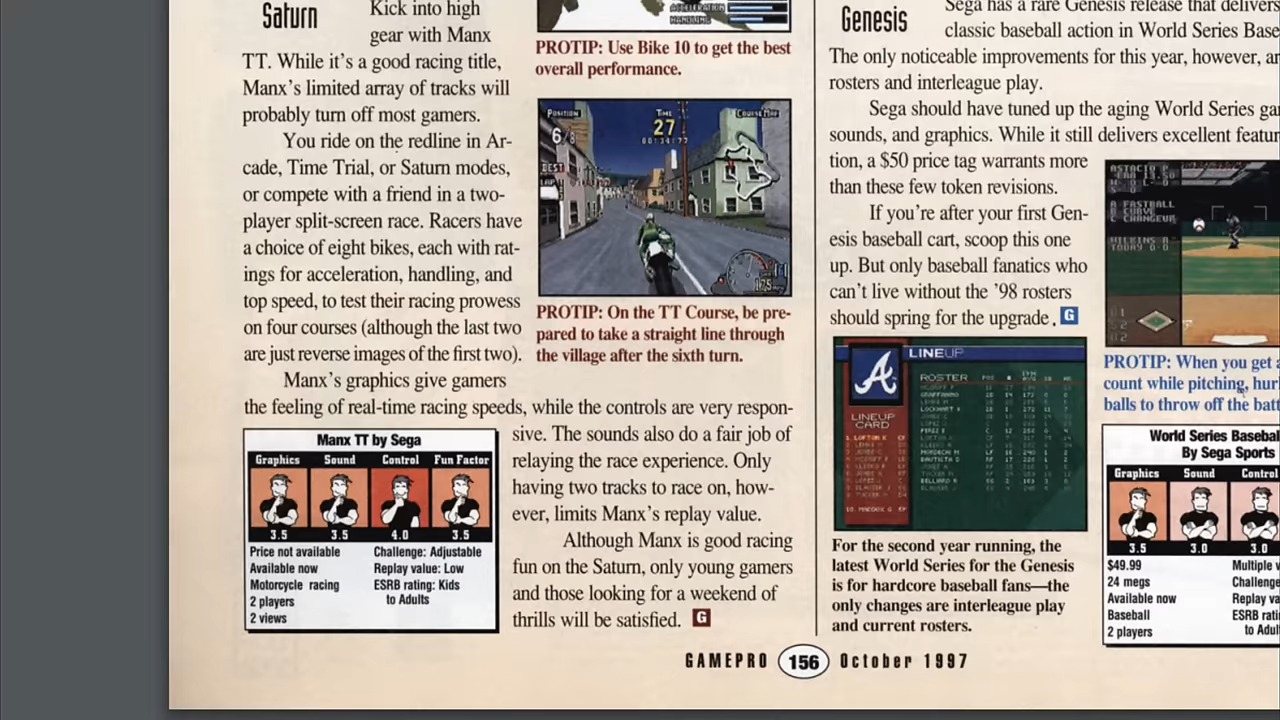 Saturn
Kick into high
gear with Manx
TT. While it's a good racing title,
Manx's limited array of tracks will
probably turn off most gamers.
You ride on the redline in Ar-
cade, Time Trial, or Saturn modes,
or compete with a friend in a two-
player split-screen race. Racers have
a choice of eight bikes, each with rat-
ings for acceleration, handling, and
top speed, to test their racing prowess
on four courses (although the last two
are just reverse images of the first two).
Manx's graphics give gamers
the feeling of real-time racing speeds, while the controls are very respon-
sive. The sounds also do a fair job of
relaying the race experience. Only
having two tracks to race on, how-
ever, limits Manx's replay value.
Although Manx is good racing
fun on the Saturn, only young gamers
and those looking for a weekend of
thrills will be satisfied. G
ACCELERATION
HANDLING
PROTIP: Use Bike 10 to get the best
overall performance.
POSITION
6/8
TIME
27
COURSE MAP
BEST
LAP
PROTIP: On the TT Course, be pre-
pared to take a straight line through
the village after the sixth turn.
Manx TT by Sega
Graphics Sound Control Fun Factor
3.5 3.5 4.0 3.5
Price not available
Available now
Motorcycle racing
2 players
2 views
Challenge: Adjustable
Replay value: Low
ESRB rating: Kids
to Adults
Genesis
Sega has a rare Genesis release that delivers
classic baseball action in World Series Base
The only noticeable improvements for this year, however, ar
rosters and interleague play.
Sega should have tuned up the aging World Series ga
sounds, and graphics. While it still delivers excellent featur
tion, a $50 price tag warrants more
than these few token revisions.
If you're after your first Gen-
esis baseball cart, scoop this one
up. But only baseball fanatics who
can't live without the '98 rosters
should spring for the upgrade. G
LINEUP
ROSTER
LINEUP
CARD
For the second year running, the
latest World Series for the Genesis
is for hardcore baseball fans—the
only changes are interleague play
and current rosters.
A FASTBALL
B CURVE
C CHANGEUP
PROTIP: When you get a
count while pitching, hur
balls to throw off the batt
World Series Basebal
By Sega Sports
Graphics Sound Control
3.5 3.0 3.0
$49.99
24 megs
Available now
Baseball
2 players
Multiple v
Challenge
Replay va
ESRB rati
to Adul
GAMEPRO 156 October 1997